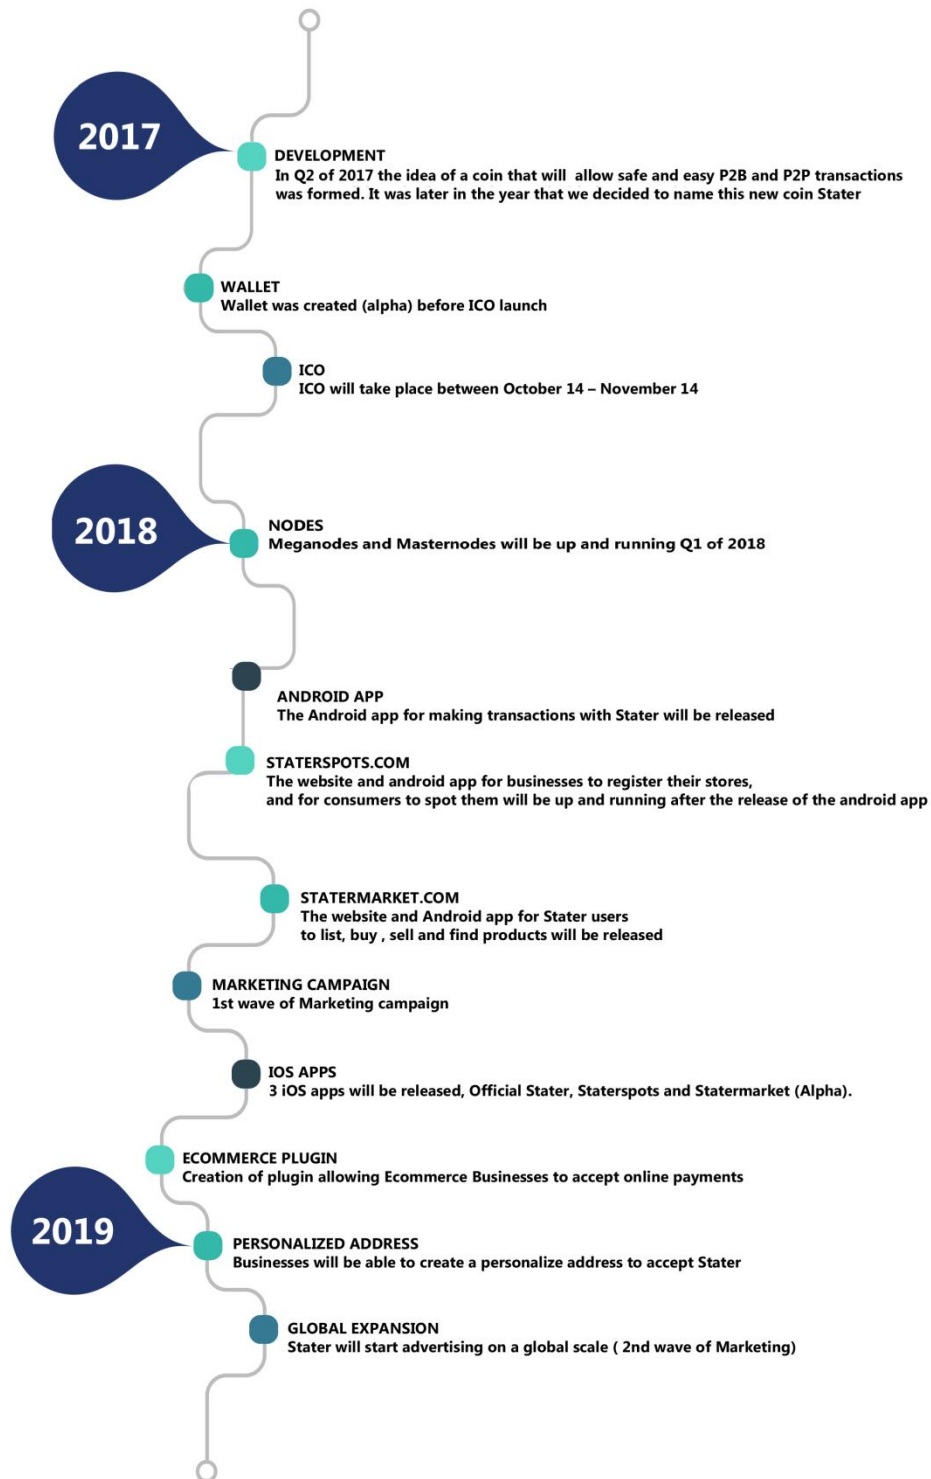 2017
DEVELOPMENT
In Q2 of 2017 the idea of a coin that will allow safe and easy P2B and P2P transactions
was formed. It was later in the year that we decided to name this new coin Stater
WALLET
Wallet was created (alpha) before ICO launch
ICO
ICO will take place between October 14 – November 14
2018
NODES
Meganodes and Masternodes will be up and running Q1 of 2018
ANDROID APP
The Android app for making transactions with Stater will be released
STATERSPOTS.COM
The website and android app for businesses to register their stores,
and for consumers to spot them will be up and running after the release of the android app
STATERMARKET.COM
The website and Android app for Stater users
to list, buy , sell and find products will be released
MARKETING CAMPAIGN
1st wave of Marketing campaign
IOS APPS
3 iOS apps will be released, Official Stater, Staterspots and Statermarket (Alpha).
ECOMMERCE PLUGIN
Creation of plugin allowing Ecommerce Businesses to accept online payments
2019
PERSONALIZED ADDRESS
Businesses will be able to create a personalize address to accept Stater
GLOBAL EXPANSION
Stater will start advertising on a global scale ( 2nd wave of Marketing)